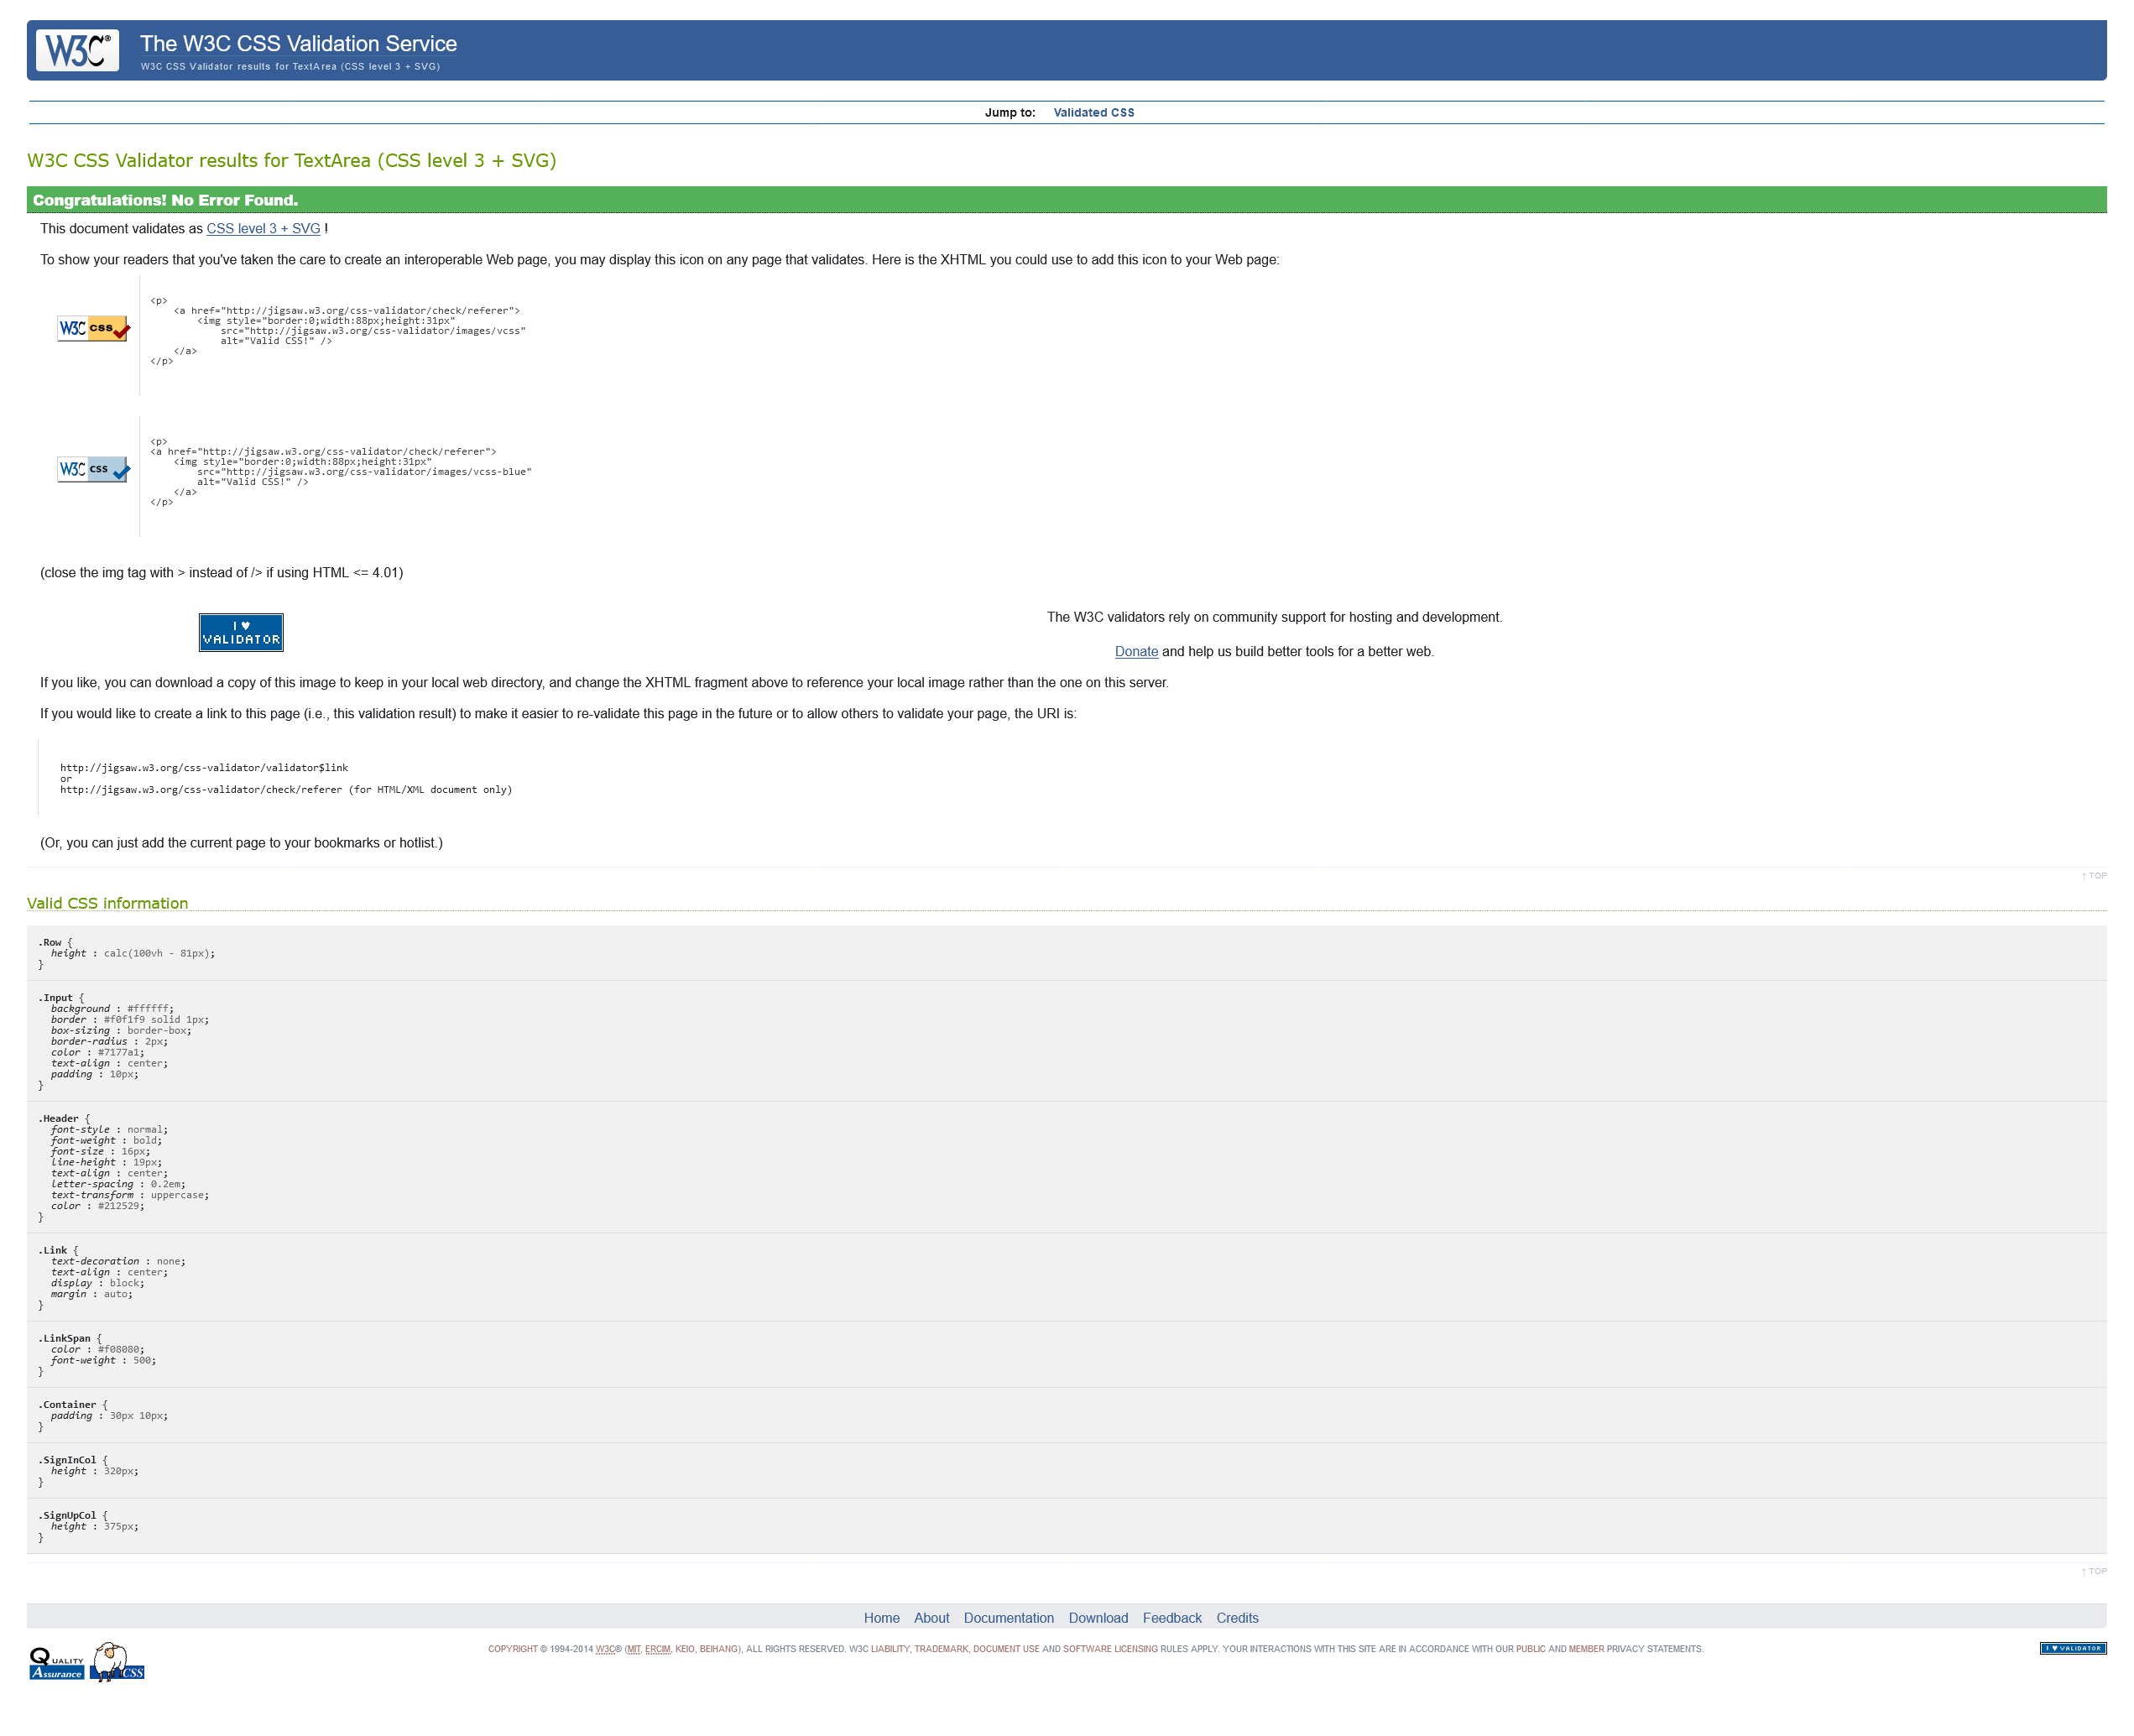 W3C®
The W3C CSS Validation Service
W3C CSS Validator results for TextArea (CSS level 3 + SVG)
Jump to: Validated CSS
W3C CSS Validator results for TextArea (CSS level 3 + SVG)
Congratulations! No Error Found.
This document validates as CSS level 3 + SVG !
To show your readers that you've taken the care to create an interoperable Web page, you may display this icon on any page that validates. Here is the XHTML you could use to add this icon to your Web page:
W3C css
<p>
<a href="http://jigsaw.w3.org/css-validator/check/referer">
<img style="border:0;width:88px;height:31px"
src="http://jigsaw.w3.org/css-validator/images/vcss"
alt="Valid CSS!" />
</a>
</p>
W3C css
<p>
<a href="http://jigsaw.w3.org/css-validator/check/referer">
<img style="border:0;width:88px;height:31px"
src="http://jigsaw.w3.org/css-validator/images/vcss-blue"
alt="Valid CSS!" />
</a>
</p>
(close the img tag with > instead of /> if using HTML <= 4.01)
I ♥
VALIDATOR
The W3C validators rely on community support for hosting and development.
Donate and help us build better tools for a better web.
If you like, you can download a copy of this image to keep in your local web directory, and change the XHTML fragment above to reference your local image rather than the one on this server.
If you would like to create a link to this page (i.e., this validation result) to make it easier to re-validate this page in the future or to allow others to validate your page, the URI is:
http://jigsaw.w3.org/css-validator/validator$link
or
http://jigsaw.w3.org/css-validator/check/referer (for HTML/XML document only)
(Or, you can just add the current page to your bookmarks or hotlist.)
↑ TOP
Valid CSS information
.Row {
height : calc(100vh - 81px);
}
.Input {
background : #ffffff;
border : #f0f1f9 solid 1px;
box-sizing : border-box;
border-radius : 2px;
color : #7177a1;
text-align : center;
padding : 10px;
}
.Header {
font-style : normal;
font-weight : bold;
font-size : 16px;
line-height : 19px;
text-align : center;
letter-spacing : 0.2em;
text-transform : uppercase;
color : #212529;
}
.Link {
text-decoration : none;
text-align : center;
display : block;
margin : auto;
}
.LinkSpan {
color : #f08080;
font-weight : 500;
}
.Container {
padding : 30px 10px;
}
.SignInCol {
height : 320px;
}
.SignUpCol {
height : 375px;
}
↑ TOP
Home About Documentation Download Feedback Credits
QUALITY
Assurance
CSS
COPYRIGHT © 1994-2014 W3C® (MIT, ERCIM, KEIO, BEIHANG), ALL RIGHTS RESERVED. W3C LIABILITY, TRADEMARK, DOCUMENT USE AND SOFTWARE LICENSING RULES APPLY. YOUR INTERACTIONS WITH THIS SITE ARE IN ACCORDANCE WITH OUR PUBLIC AND MEMBER PRIVACY STATEMENTS.
I ♥ VALIDATOR